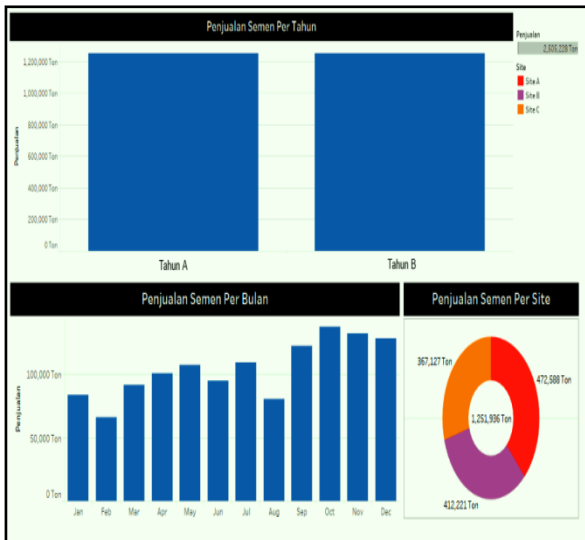 Penjualan Semen Per Tahun
Penjualan
2,505,228 Ton
Site
Site A
Site B
Site C
1,200,000 Ton
1,000,000 Ton
800,000 Ton
600,000 Ton
400,000 Ton
200,000 Ton
0 Ton
Penjualan
Tahun A
Tahun B
Penjualan Semen Per Bulan
100,000 Ton
50,000 Ton
0 Ton
Penjualan
Jan Feb Mar Apr May Jun Jul Aug Sep Oct Nov Dec
Penjualan Semen Per Site
367,127 Ton
472,588 Ton
1,251,936 Ton
412,221 Ton